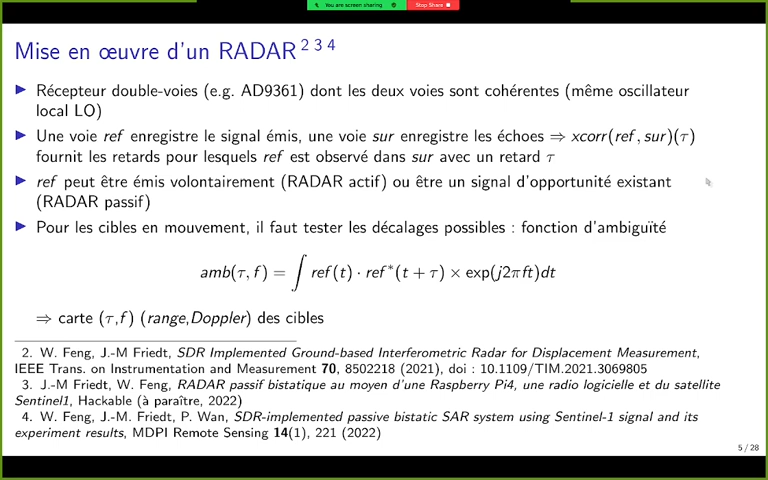 You are screen sharing Stop Share
Mise en œuvre d'un RADAR 2 3 4
Récepteur double-voies (e.g. AD9361) dont les deux voies sont cohérentes (même oscillateur
local LO)
Une voie ref enregistre le signal émis, une voie sur enregistre les échoes ⇒ xcorr(ref, sur)(τ)
fournit les retards pour lesquels ref est observé dans sur avec un retard τ
ref peut être émis volontairement (RADAR actif) ou être un signal d'opportunité existant
(RADAR passif)
Pour les cibles en mouvement, il faut tester les décalages possibles : fonction d'ambiguïté
amb(τ, f) = ∫ ref(t) · ref*(t + τ) × exp(j2πft)dt
⇒ carte (τ,f) (range,Doppler) des cibles
2. W. Feng, J.-M Friedt, SDR Implemented Ground-based Interferometric Radar for Displacement Measurement,
IEEE Trans. on Instrumentation and Measurement 70, 8502218 (2021), doi : 10.1109/TIM.2021.3069805
3. J.-M Friedt, W. Feng, RADAR passif bistatique au moyen d'une Raspberry Pi4, une radio logicielle et du satellite
Sentinel1, Hackable (à paraître, 2022)
4. W. Feng, J.-M. Friedt, P. Wan, SDR-implemented passive bistatic SAR system using Sentinel-1 signal and its
experiment results, MDPI Remote Sensing 14(1), 221 (2022)
5 / 28